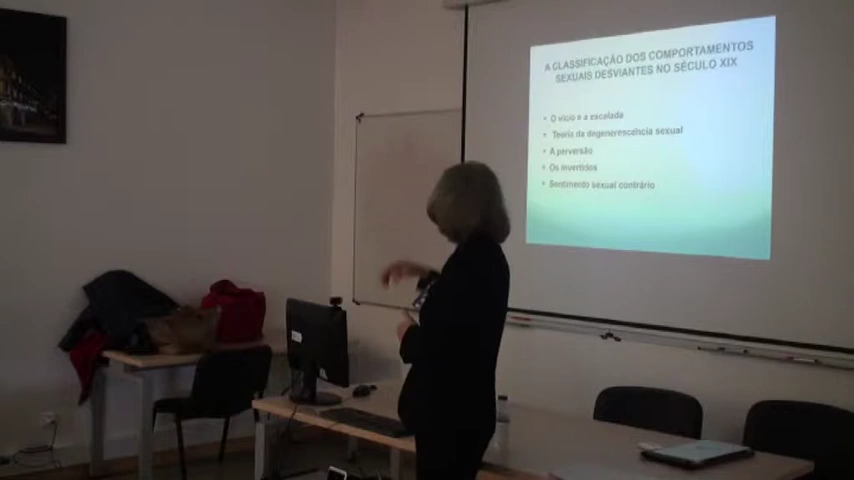 A CLASSIFICAÇÃO DOS COMPORTAMENTOS
SEXUAIS DESVIANTES NO SÉCULO XIX
• O vício e a escalada
• Teoria da degenerescência sexual
• A perversão
• Os invertidos
• Sentimento sexual contrário